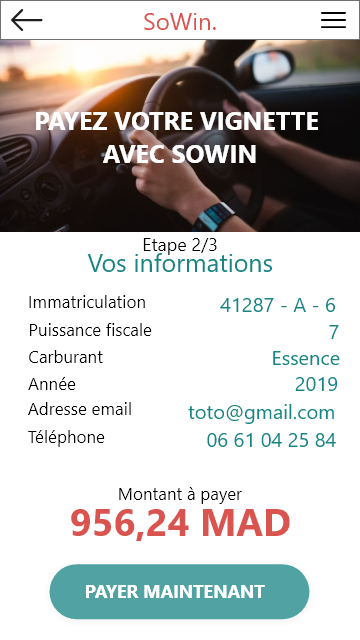 SoWin.
PAYEZ VOTRE VIGNETTE
AVEC SOWIN
Etape 2/3
Vos informations
Immatriculation 41287 - A - 6
Puissance fiscale 7
Carburant Essence
Année 2019
Adresse email toto@gmail.com
Téléphone 06 61 04 25 84
Montant à payer
956,24 MAD
PAYER MAINTENANT